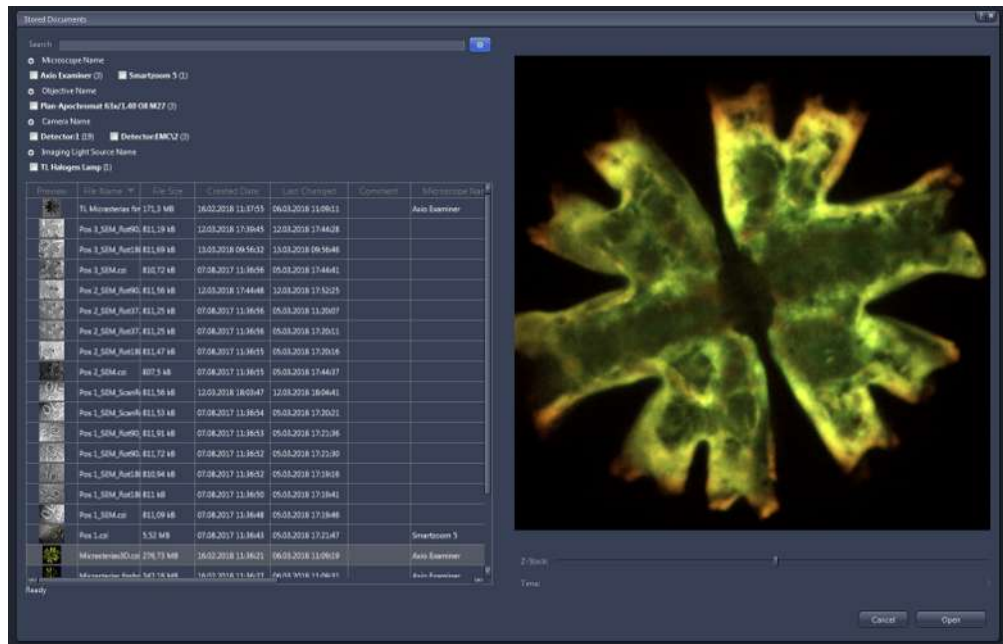 Stored Documents
Search
Microscope Name
Axio Examiner (3) Smartzoom 5 (1)
Objective Name
Plan-Apochromat 63x/1.40 Oil M27 (3)
Camera Name
Detector:1 (19) (3)
Imaging Light Source Name
TL Halogen Lamp (1)
Preview File Name File Size Created Date Last Changed Comment Microscope
TL Micrasterias 171,3 MB 16.02.2018 11:37:55 06.03.2018 11:09:11 Axio Examiner
Pos 3_SEM_Rot90, 811,19 kB 12.03.2018 17:39:45 12.03.2018 17:44:28
Pos 3_SEM_Rot18 811,69 kB 13.03.2018 09:56:32 13.03.2018 09:56:46
Pos 3_SEM.czi 810,72 kB 07.08.2017 11:36:56 05.03.2018 17:44:41
Pos 2_SEM_Rot90, 811,56 kB 12.03.2018 17:44:46 12.03.2018 17:52:25
Pos 2_SEM_Rot37, 811,25 kB 07.08.2017 11:36:56 05.03.2018 11:20:07
Pos 2_SEM_Rot37, 811,25 kB 07.08.2017 11:36:56 05.03.2018 17:20:11
Pos 2_SEM_Rot18 811,47 kB 07.08.2017 11:36:55 05.03.2018 17:20:16
Pos 2_SEM.czi 807,5 kB 07.08.2017 11:36:55 05.03.2018 17:44:37
Pos 1_SEM_ScanR 811,56 kB 12.03.2018 18:03:47 12.03.2018 18:04:41
Pos 1_SEM_ScanR 811,53 kB 07.08.2017 11:36:54 05.03.2018 17:20:21
Pos 1_SEM_Rot90, 811,91 kB 07.08.2017 11:36:53 05.03.2018 17:21:36
Pos 1_SEM_Rot90, 811,72 kB 07.08.2017 11:36:52 05.03.2018 17:21:30
Pos 1_SEM_Rot18 810,94 kB 07.08.2017 11:36:52 05.03.2018 17:19:16
Pos 1_SEM_Rot18 811 kB 07.08.2017 11:36:50 05.03.2018 17:18:41
Pos 1_SEM.czi 811,09 kB 07.08.2017 11:36:48 05.03.2018 17:19:46
Pos 1.czi 5,52 MB 07.08.2017 11:36:43 05.03.2018 17:21:47 Smartzoom 5
Micrasterias3D.czi 276,73 MB 16.02.2018 11:36:21 06.03.2018 11:09:19 Axio Examiner
Micrasterias Axio Examiner
Ready
Z-Stack:
Time:
Cancel Open